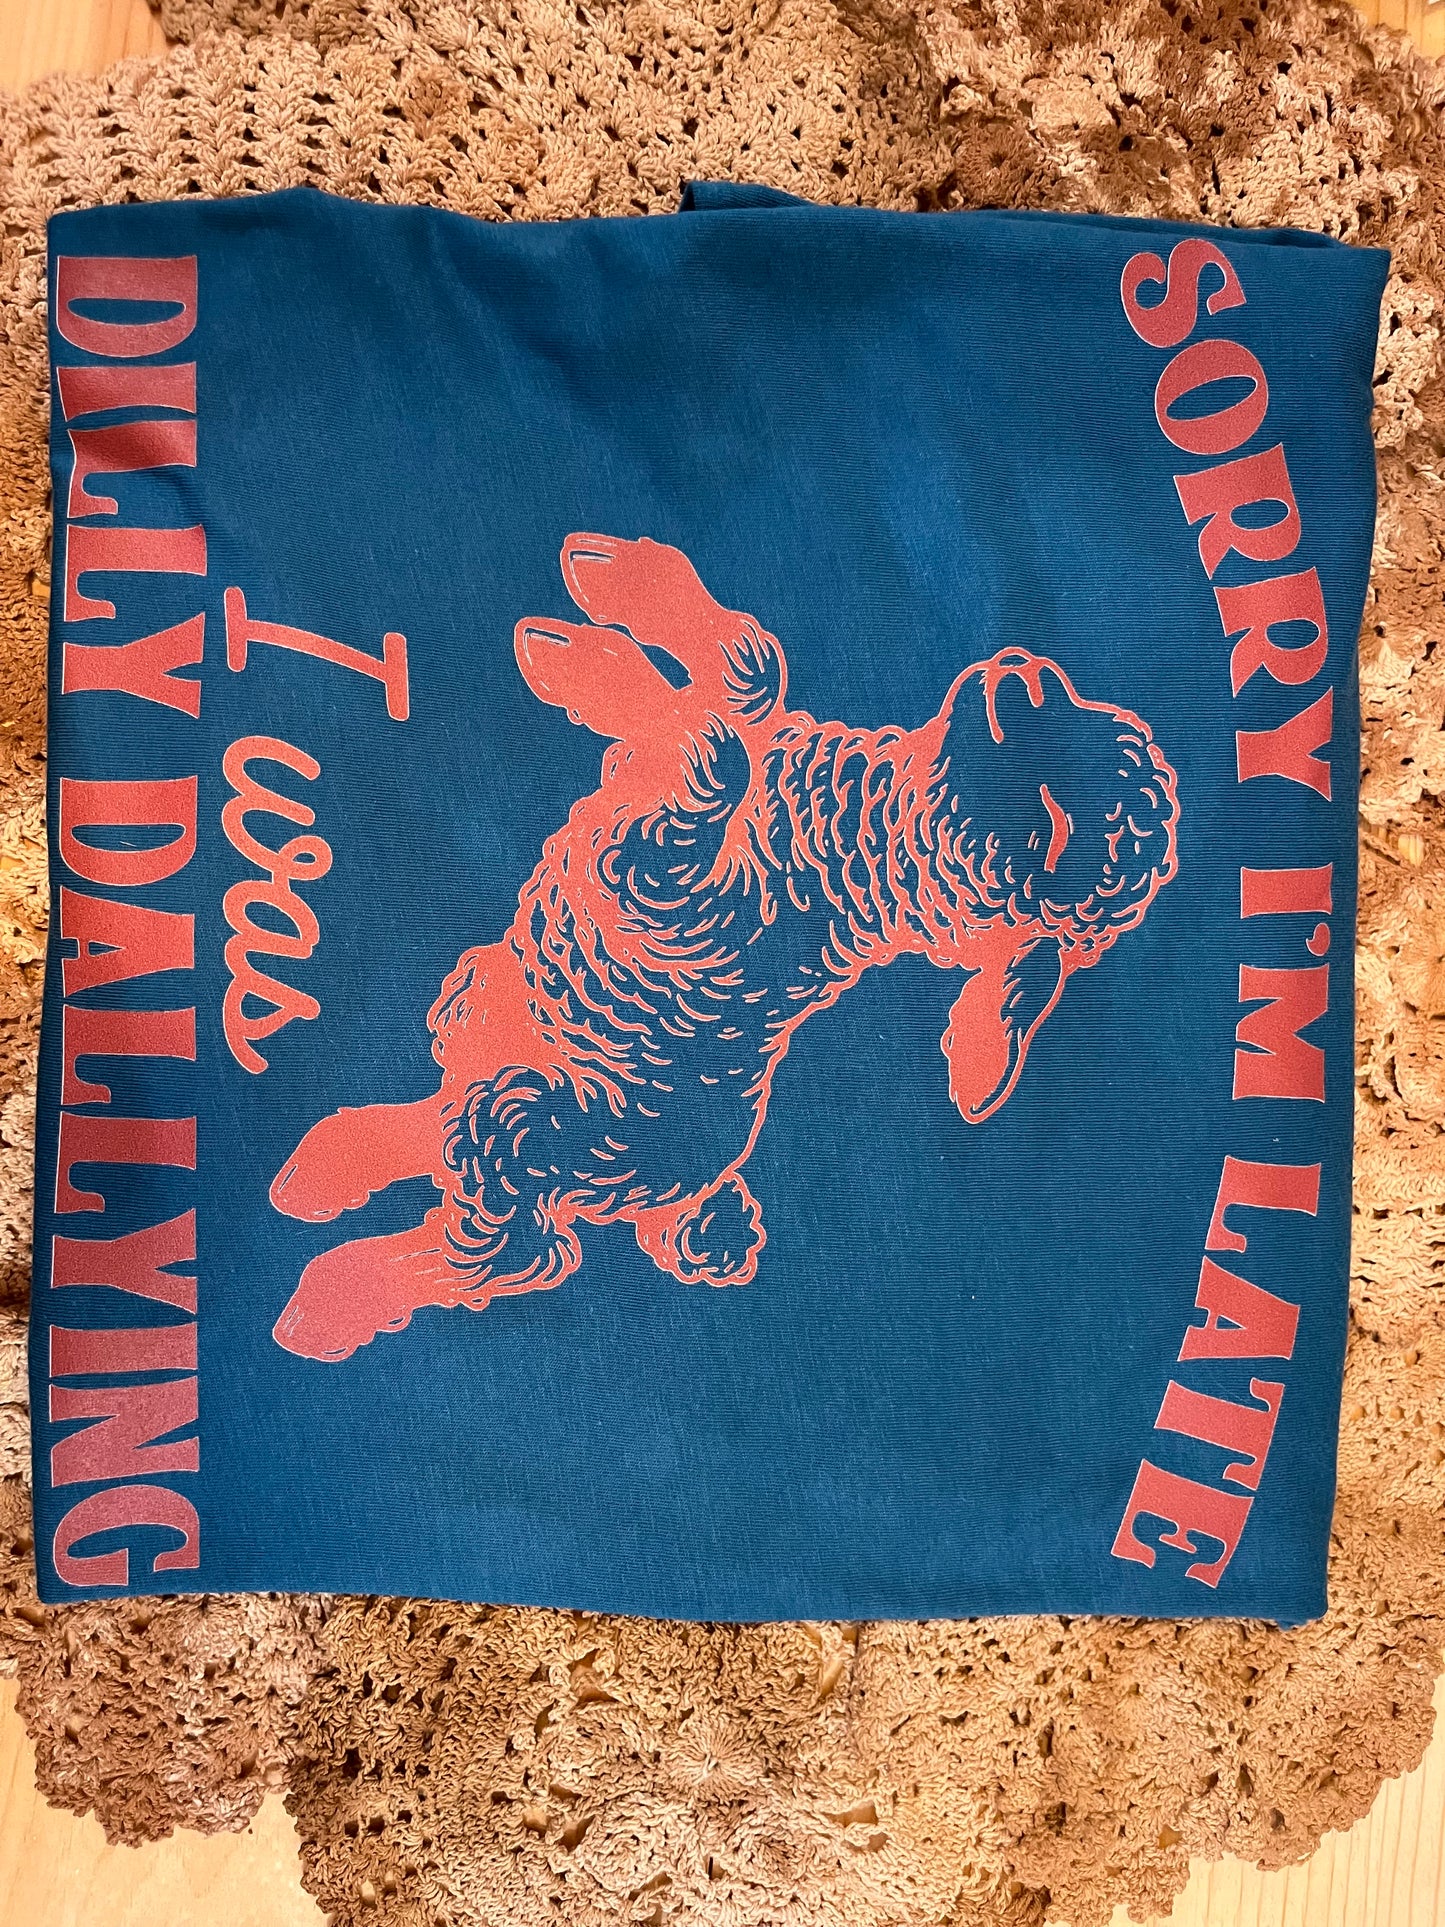 SORRY I'M LATE
I was
DILLY DALLYING